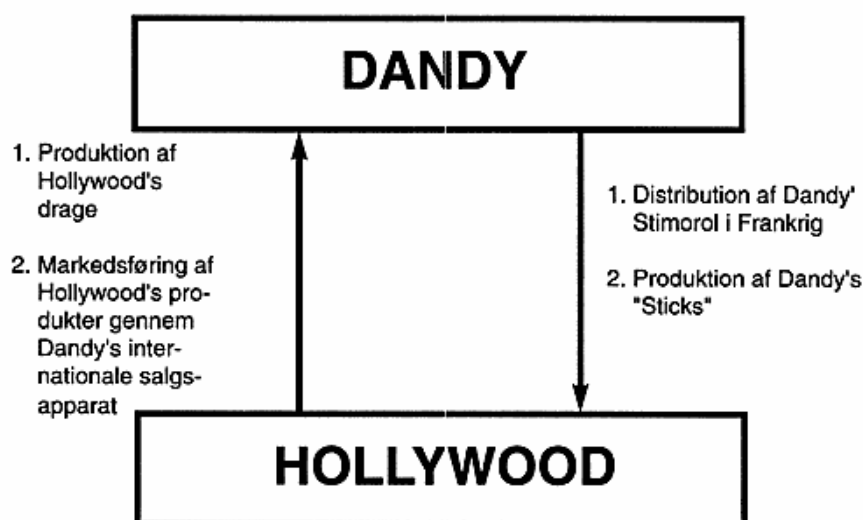 DANDY
1. Produktion af
Hollywood's
drage
2. Markedsføring af
Hollywood's pro-
dukter gennem
Dandy's inter-
nationale salgs-
apparat
1. Distribution af Dandy'
Stimorol i Frankrig
2. Produktion af Dandy's
"Sticks"
HOLLYWOOD